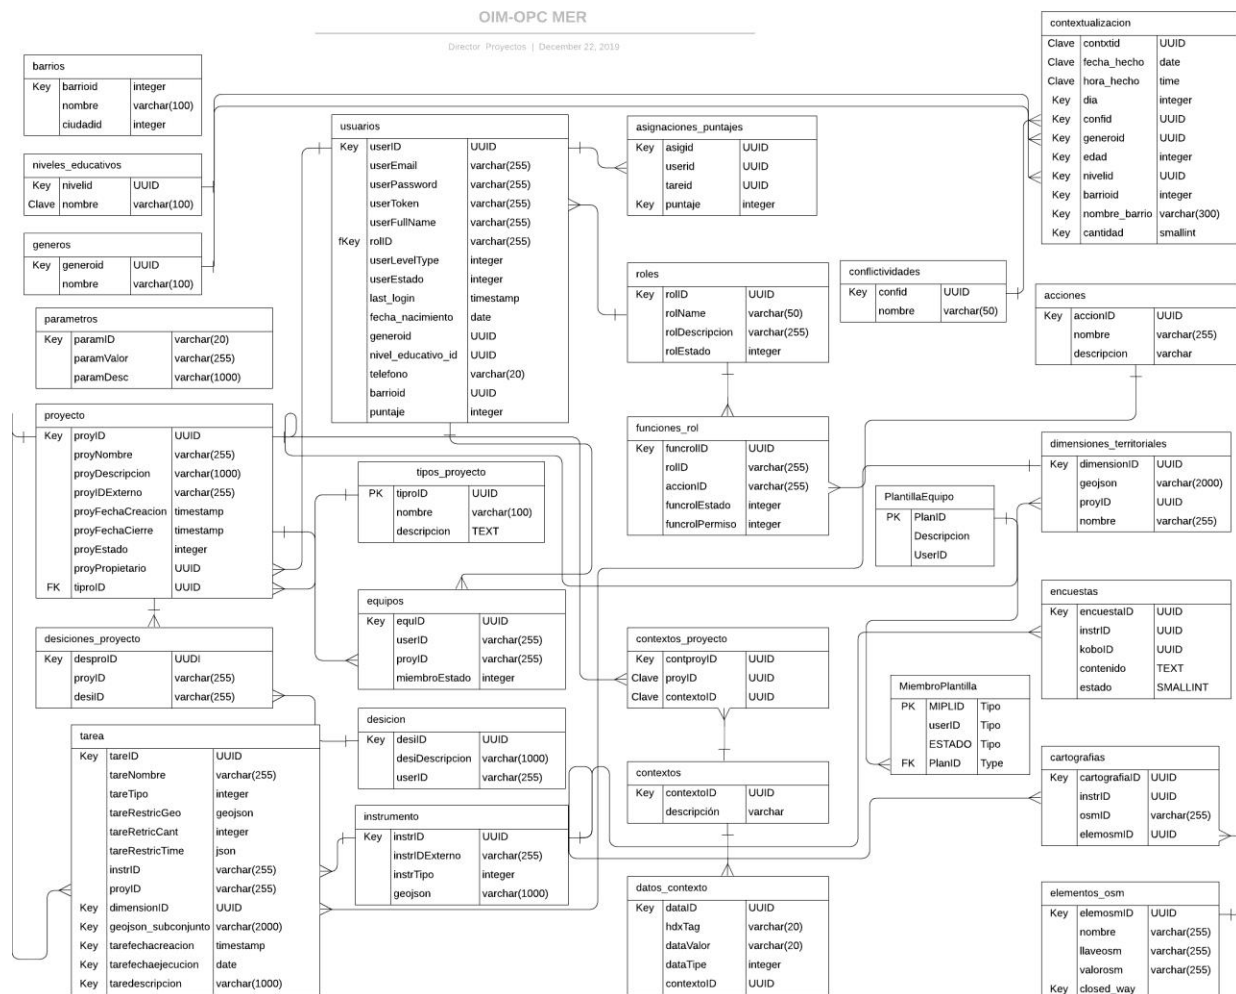 OIM-OPC MER
Director Proyectos | December 22, 2019
barrios
Key barrioid integer
nombre varchar(100)
ciudadid integer
niveles_educativos
Key nivelid UUID
Clave nombre varchar(100)
generos
Key generoid UUID
nombre varchar(100)
parametros
Key paramID varchar(20)
paramValor varchar(255)
paramDesc varchar(1000)
proyecto
Key proyID UUID
proyNombre varchar(255)
proyDescripcion varchar(1000)
proyIDExterno varchar(255)
proyFechaCreacion timestamp
proyFechaCierre timestamp
proyEstado integer
proyPropietario UUID
FK tiproID UUID
desiciones_proyecto
Key desproID UUDI
proyID varchar(255)
desiID varchar(255)
tarea
Key tareID UUID
tareNombre varchar(255)
tareTipo integer
tareRestricGeo geojson
tareRetricCant integer
tareRestricTime json
instrID varchar(255)
proyID varchar(255)
Key dimensionID UUID
Key geojson_subconjunto varchar(2000)
Key tarefechacreacion timestamp
Key tarefechaejecucion date
Key taredescripcion varchar(1000)
usuarios
Key userID UUID
userEmail varchar(255)
userPassword varchar(255)
userToken varchar(255)
userFullName varchar(255)
fKey rolID varchar(255)
userLevelType integer
userEstado integer
last_login timestamp
fecha_nacimiento date
generoid UUID
nivel_educativo_id UUID
telefono varchar(20)
barrioid UUID
puntaje integer
tipos_proyecto
PK tiproID UUID
nombre varchar(100)
descripcion TEXT
equipos
Key equID UUID
userID varchar(255)
proyID varchar(255)
miembroEstado integer
desicion
Key desiID UUID
desiDescripcion varchar(1000)
userID varchar(255)
instrumento
Key instrID UUID
instrIDExterno varchar(255)
instrTipo integer
geojson varchar(1000)
asignaciones_puntajes
Key asigid UUID
userid UUID
tareid UUID
Key puntaje integer
roles
Key rolID UUID
rolName varchar(50)
rolDescripcion varchar(255)
rolEstado integer
funciones_rol
Key funcrolID UUID
rolID varchar(255)
accionID varchar(255)
funcrolEstado integer
funcrolPermiso integer
contextos_proyecto
Key contproyID UUID
Clave proyID UUID
Clave contextoID UUID
contextos
Key contextoID UUID
descripción varchar
datos_contexto
Key dataID UUID
hdxTag varchar(20)
dataValor varchar(20)
dataTipe integer
contextoID UUID
conflictividades
Key confid UUID
nombre varchar(50)
PlantillaEquipo
PK PlanID
Descripcion
UserID
MiembroPlantilla
PK MIPLID Tipo
userID Tipo
ESTADO Tipo
FK PlanID Type
contextualizacion
Clave contxtid UUID
Clave fecha_hecho date
Clave hora_hecho time
Key dia integer
Key confid UUID
Key generoid UUID
Key edad integer
Key nivelid UUID
Key barrioid integer
Key nombre_barrio varchar(300)
Key cantidad smallint
acciones
Key accionID UUID
nombre varchar(255)
descripcion varchar
dimensiones_territoriales
Key dimensionID UUID
geojson varchar(2000)
proyID UUID
nombre varchar(255)
encuestas
Key encuestaID UUID
instrID UUID
koboID UUID
contenido TEXT
estado SMALLINT
cartografias
Key cartografiaID UUID
instrID UUID
osmID varchar(255)
elemosmID UUID
elementos_osm
Key elemosmID UUID
nombre varchar(255)
llaveosm varchar(255)
valorosm varchar(255)
Key closed_way